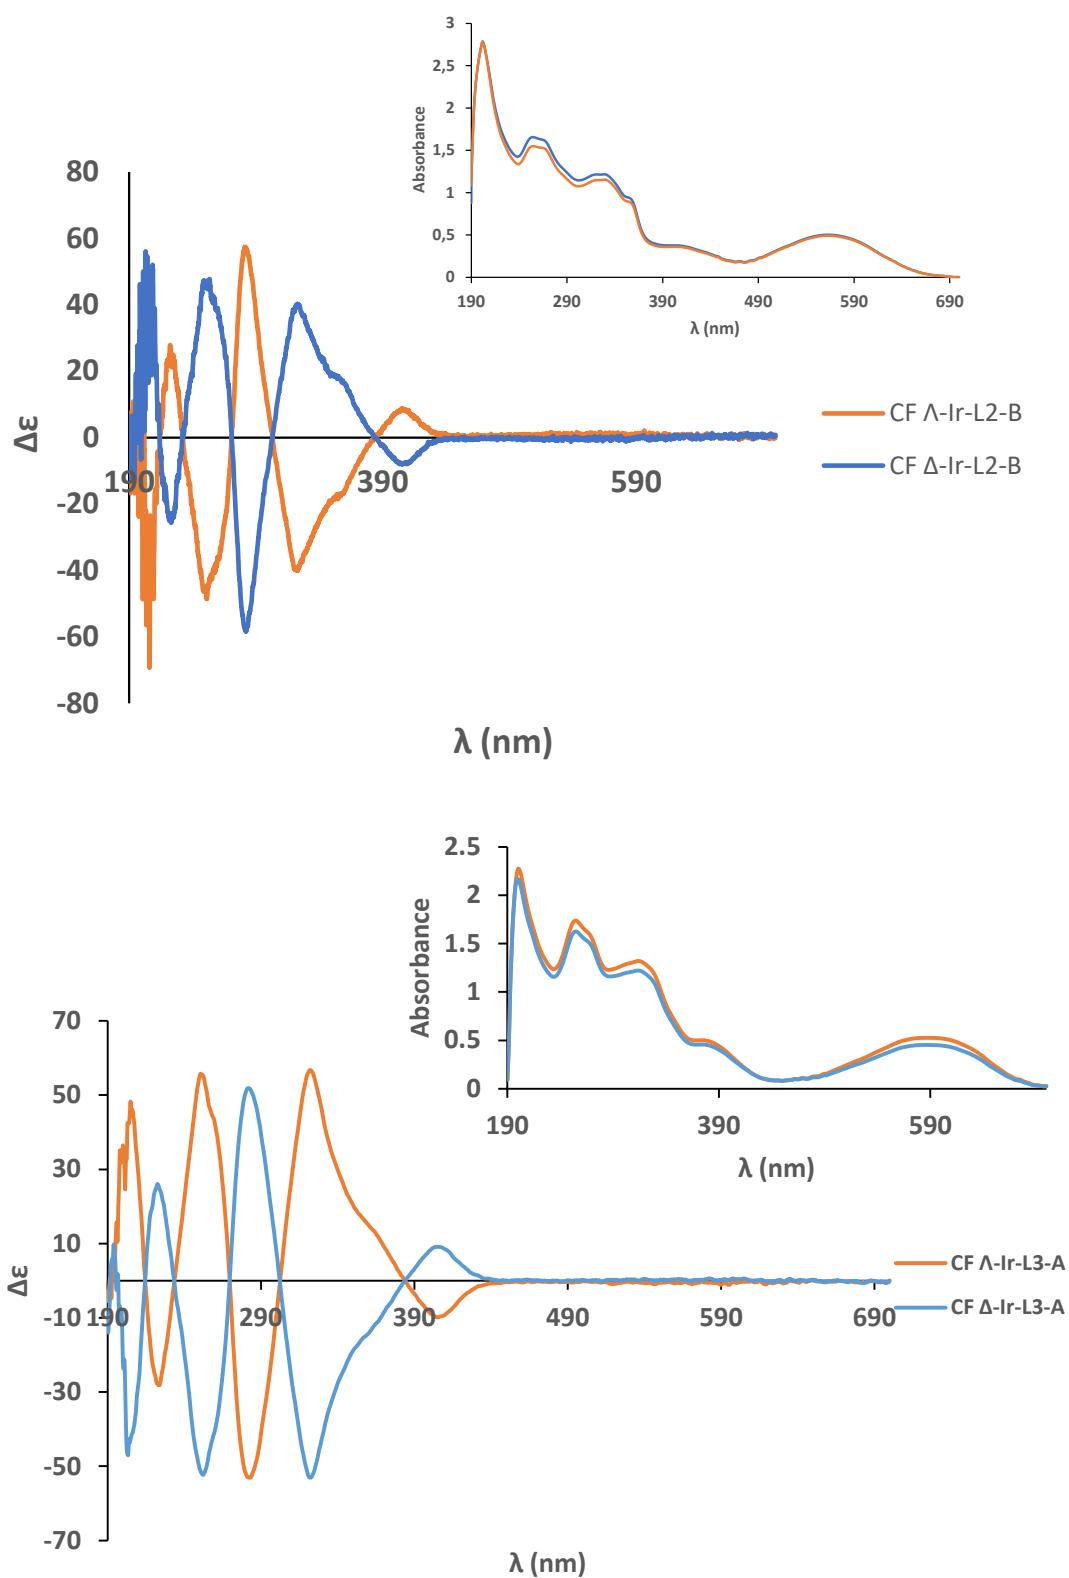 3
2,5
2
1,5
1
0,5
0
Absorbance
190 290 390 490 590 690
λ (nm)
80
60
40
20
0
-20
-40
-60
-80
Δε
190 390 590
λ (nm)
CF Λ-Ir-L2-B
CF Δ-Ir-L2-B
2.5
2
1.5
1
0.5
0
Absorbance
190 390 590
λ (nm)
70
50
30
10
-10
-30
-50
-70
Δε
190 290 390 490 590 690
λ (nm)
CF Λ-Ir-L3-A
CF Δ-Ir-L3-A